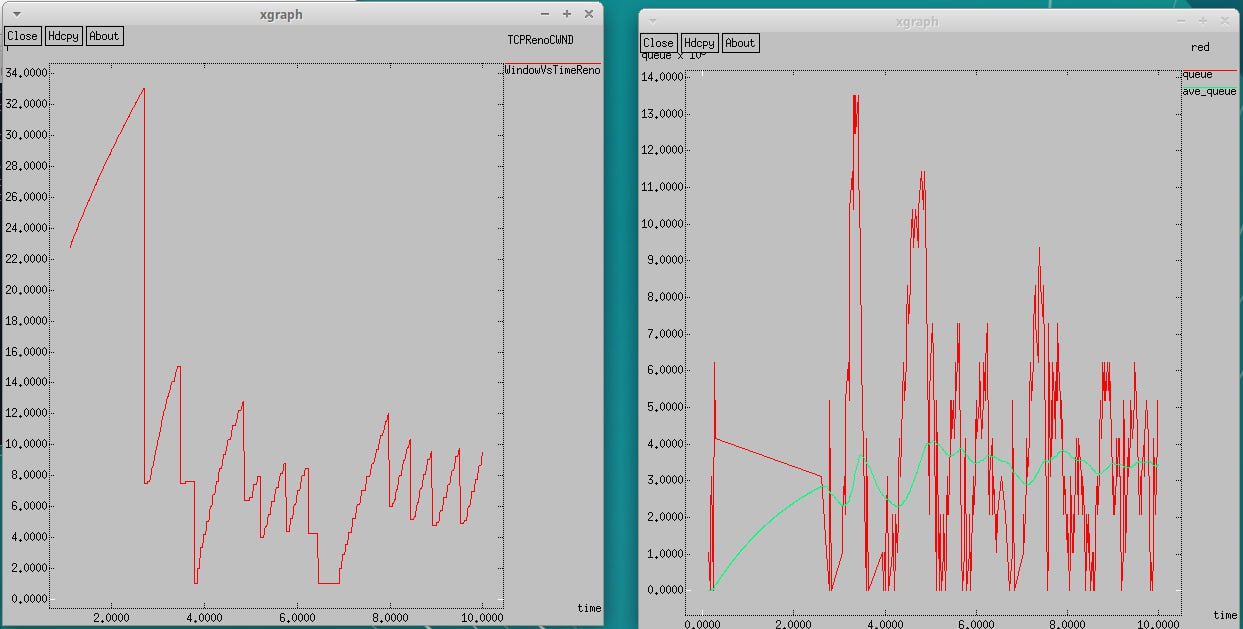 xgraph
Close Hdcpy About
TCPRenoCWND
WindowVsTimeReno
34.0000
32.0000
30.0000
28.0000
26.0000
24.0000
22.0000
20.0000
18.0000
16.0000
14.0000
12.0000
10.0000
8.0000
6.0000
4.0000
2.0000
0.0000
time
2.0000 4.0000 6.0000 8.0000 10.0000
xgraph
Close Hdcpy About
queue x 10
red
queue
ave_queue
14.0000
13.0000
12.0000
11.0000
10.0000
9.0000
8.0000
7.0000
6.0000
5.0000
4.0000
3.0000
2.0000
1.0000
0.0000
time
0.0000 2.0000 4.0000 6.0000 8.0000 10.0000